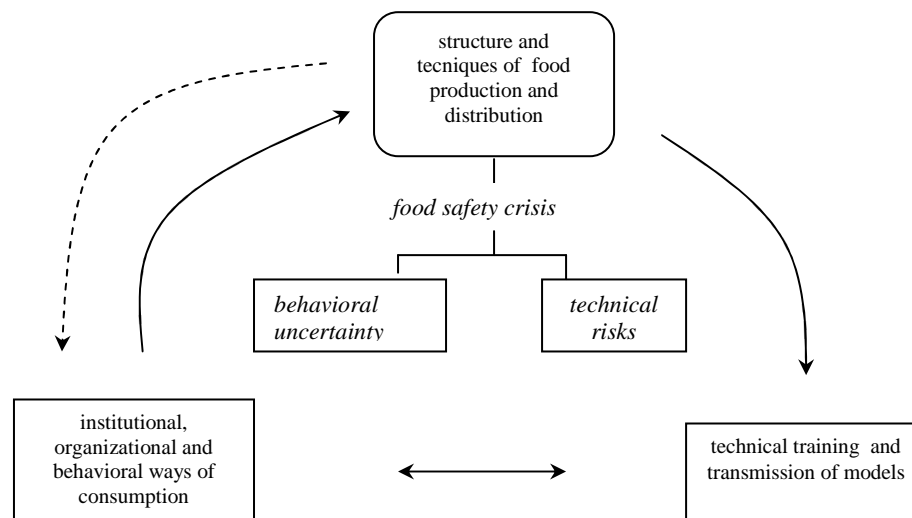 structure and
tecniques of food
production and
distribution
food safety crisis
behavioral
uncertainty
technical
risks
institutional,
organizational and
behavioral ways of
consumption
technical training and
transmission of models